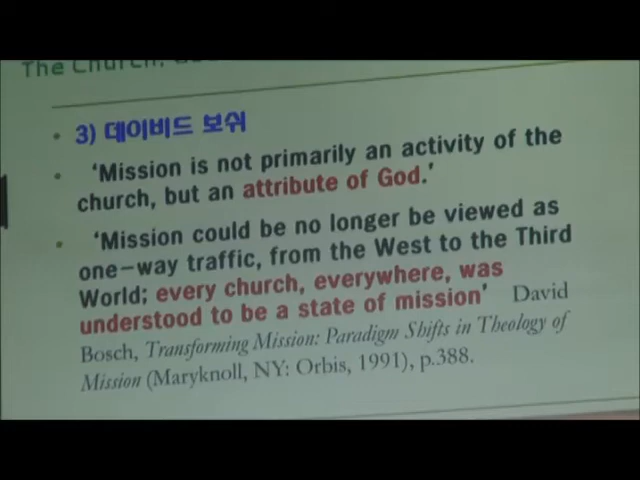 The Church,
3) 데이비드 보쉬
'Mission is not primarily an activity of the
church, but an attribute of God.'
'Mission could be no longer be viewed as
one-way traffic, from the West to the Third
World; every church, everywhere, was
understood to be a state of mission' David
Bosch, Transforming Mission: Paradigm Shifts in Theology of
Mission (Maryknoll, NY: Orbis, 1991), p.388.